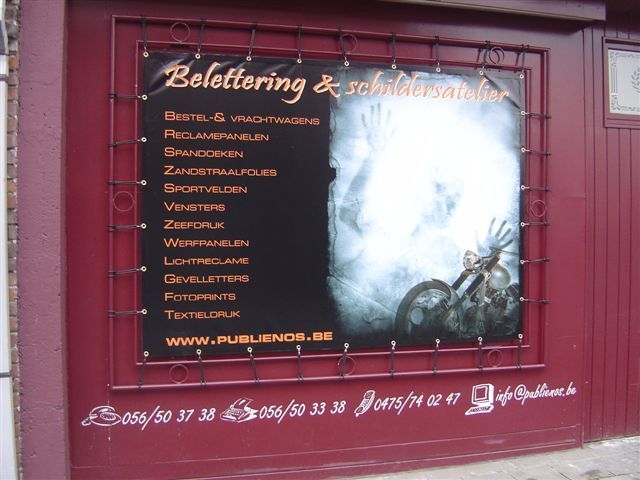 Belettering & schildersatelier
Bestel-& vrachtwagens
Reclamepanelen
Spandoeken
Zandstraalfolies
Sportvelden
Vensters
Zeefdruk
Werfpanelen
Lichtreclame
Gevelletters
Fotoprints
Textieldruk
www.publienos.be
056/50 37 38 056/50 33 38 0475/74 02 47 info@publienos.be